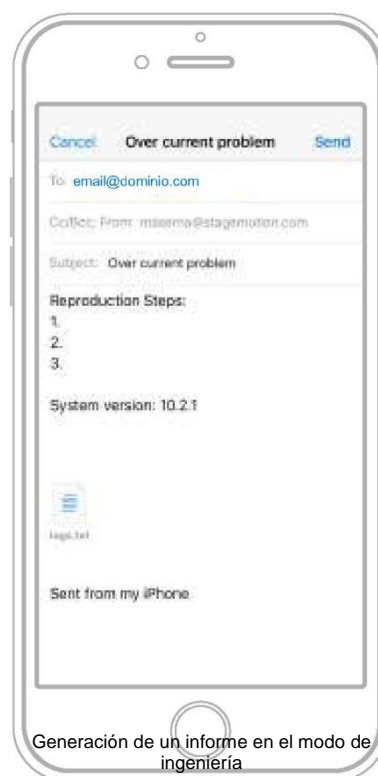 Cancel Over current problem Send
To: email@dominio.com
Cc/Bcc, From: @stagemotion.com
Subject: Over current problem
Reproduction Steps:
1.
2.
3.
System version: 10.2.1
logs.txt
Sent from my iPhone
Generación de un informe en el modo de
ingeniería